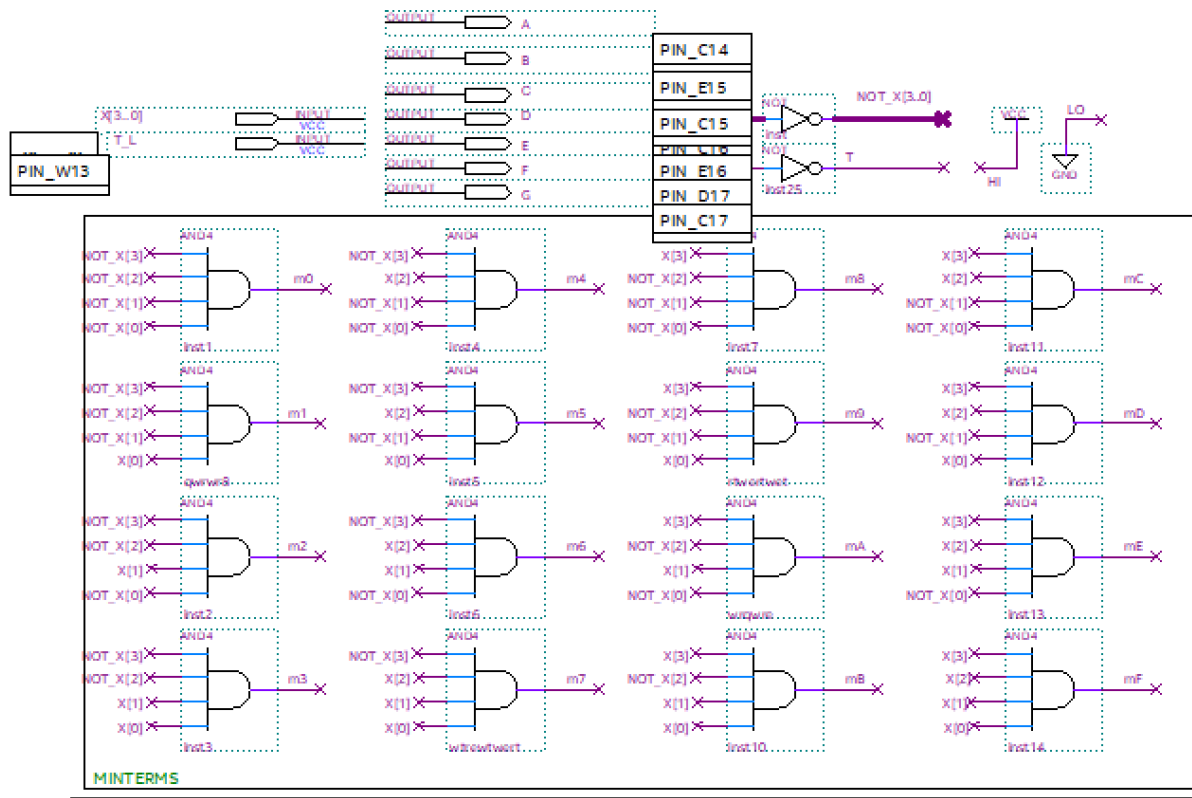 OUTPUT
A
OUTPUT
B
OUTPUT
C
OUTPUT
D
OUTPUT
E
OUTPUT
F
OUTPUT
G
PIN_C14
PIN_E15
PIN_C15
PIN_C16
PIN_E16
PIN_D17
PIN_C17
X[3..0]
INPUT
VCC
T_L
INPUT
VCC
PIN_W13
NOT
NOT_X[3..0]
inst
NOT
T
inst25
VCC
HI
LO
GND
AND4
NOT_X[3]
NOT_X[2]
NOT_X[1]
NOT_X[0]
m0
inst1
AND4
NOT_X[3]
X[2]
NOT_X[1]
NOT_X[0]
m4
inst4
AND4
X[3]
NOT_X[2]
NOT_X[1]
NOT_X[0]
m8
inst7
AND4
X[3]
X[2]
NOT_X[1]
NOT_X[0]
mC
inst11
AND4
NOT_X[3]
NOT_X[2]
NOT_X[1]
X[0]
m1
AND4
NOT_X[3]
X[2]
NOT_X[1]
X[0]
m5
inst5
AND4
X[3]
NOT_X[2]
NOT_X[1]
X[0]
m9
AND4
X[3]
X[2]
NOT_X[1]
X[0]
mD
inst12
AND4
NOT_X[3]
NOT_X[2]
X[1]
NOT_X[0]
m2
inst2
AND4
NOT_X[3]
X[2]
X[1]
NOT_X[0]
m6
inst6
AND4
X[3]
NOT_X[2]
X[1]
NOT_X[0]
mA
AND4
X[3]
X[2]
X[1]
NOT_X[0]
mE
inst13
AND4
NOT_X[3]
NOT_X[2]
X[1]
X[0]
m3
inst3
AND4
NOT_X[3]
X[2]
X[1]
X[0]
m7
AND4
X[3]
NOT_X[2]
X[1]
X[0]
mB
inst10
AND4
X[3]
X[2]
X[1]
X[0]
mF
inst14
MINTERMS